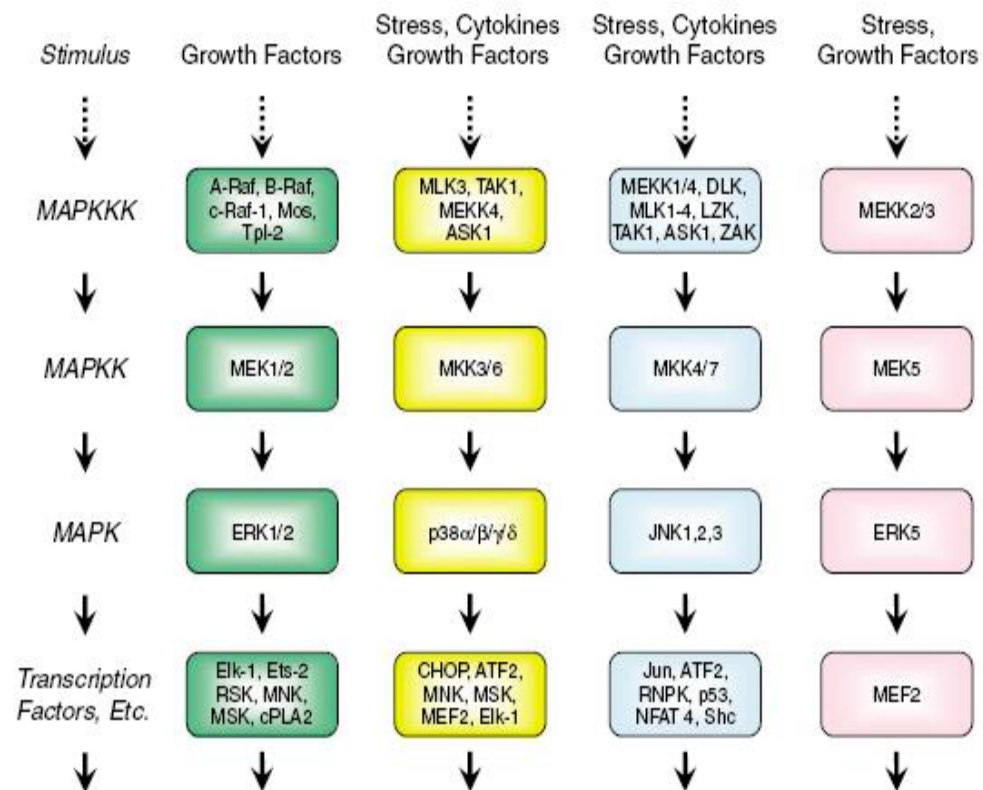 Stimulus
Growth Factors
Stress, Cytokines
Growth Factors
Stress, Cytokines
Growth Factors
Stress,
Growth Factors
MAPKKK
A-Raf, B-Raf,
c-Raf-1, Mos,
Tpl-2
MLK3, TAK1,
MEKK4,
ASK1
MEKK1/4, DLK,
MLK1-4, LZK,
TAK1, ASK1, ZAK
MEKK2/3
MAPKK
MEK1/2
MKK3/6
MKK4/7
MEK5
MAPK
ERK1/2
p38α/β/γ/δ
JNK1,2,3
ERK5
Transcription
Factors, Etc.
Elk-1, Ets-2
RSK, MNK,
MSK, cPLA2
CHOP, ATF2,
MNK, MSK,
MEF2, Elk-1
Jun, ATF2,
RNPK, p53,
NFAT 4, Shc
MEF2